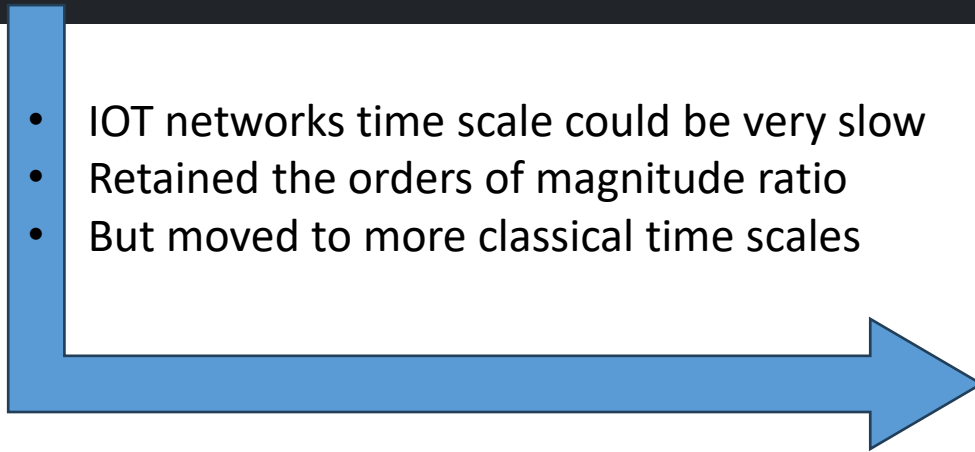 • IOT networks time scale could be very slow
• Retained the orders of magnitude ratio
• But moved to more classical time scales